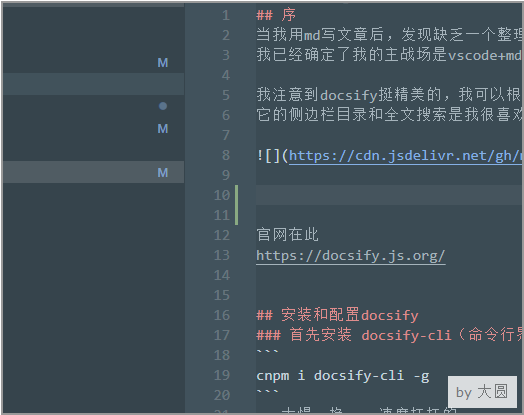 1 ## 序
2 当我用md写文章后，发现缺乏一个整理
3 我已经确定了我的主战场是vscode+md
M
4
5 我注意到docsify挺精美的，我可以根
6 它的侧边栏目录和全文搜索是我很喜欢
M
7
8 ![](https://cdn.jsdelivr.net/gh/
M
9
10
11
12 官网在此
13 https://docsify.js.org/
14
15
16 ## 安装和配置docsify
17 ### 首先安装 docsify-cli（命令行界
18 ```
19 cnpm i docsify-cli -g
20 ```
by 大圆